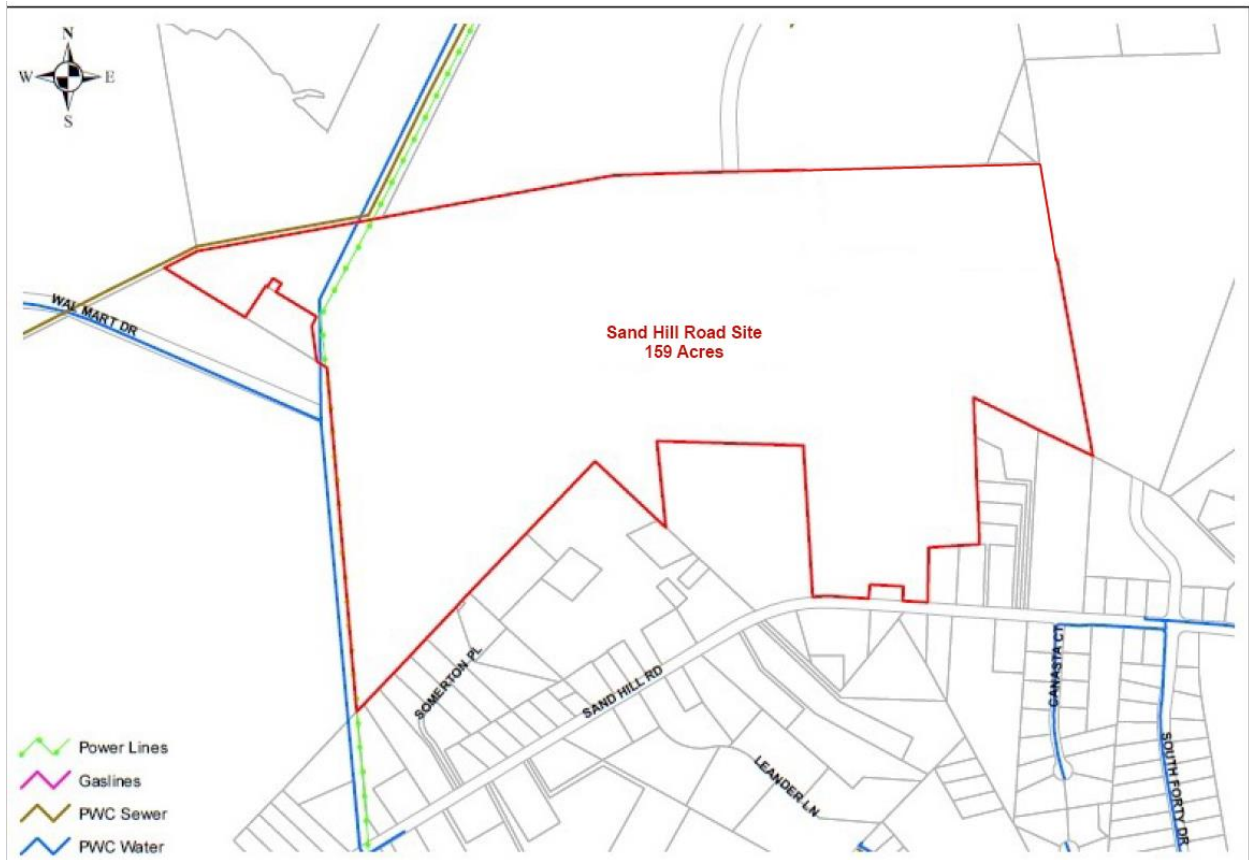 N
W E
S
WAL MART DR
Sand Hill Road Site
159 Acres
SOMERTON PL
SAND HILL RD
CANASTA CT
LEANDER LN
SOUTH FORTY DR
Power Lines
Gaslines
PWC Sewer
PWC Water